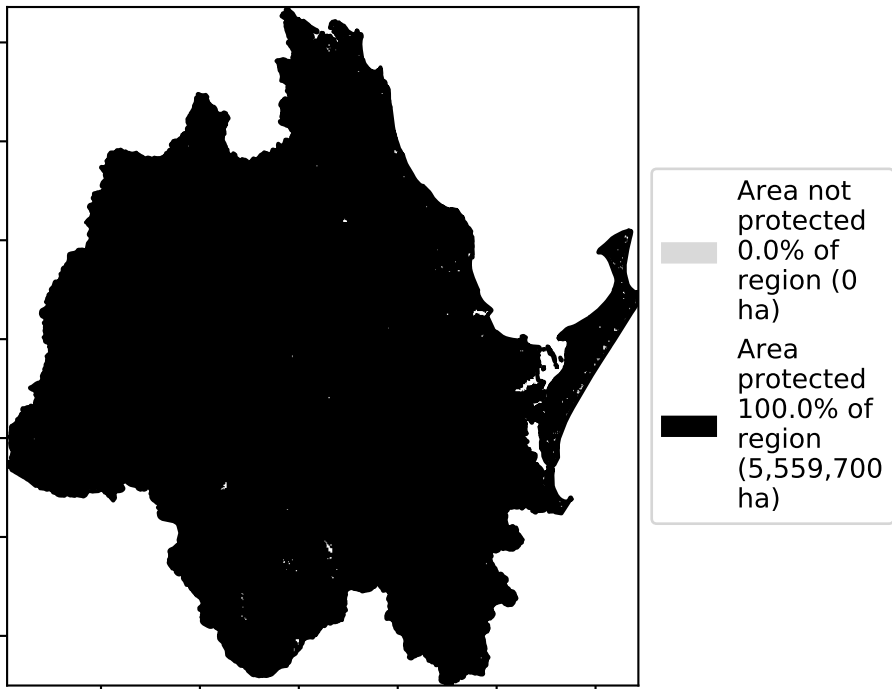 Area not
protected
0.0% of
region (0
ha)
Area
protected
100.0% of
region
(5,559,700
ha)